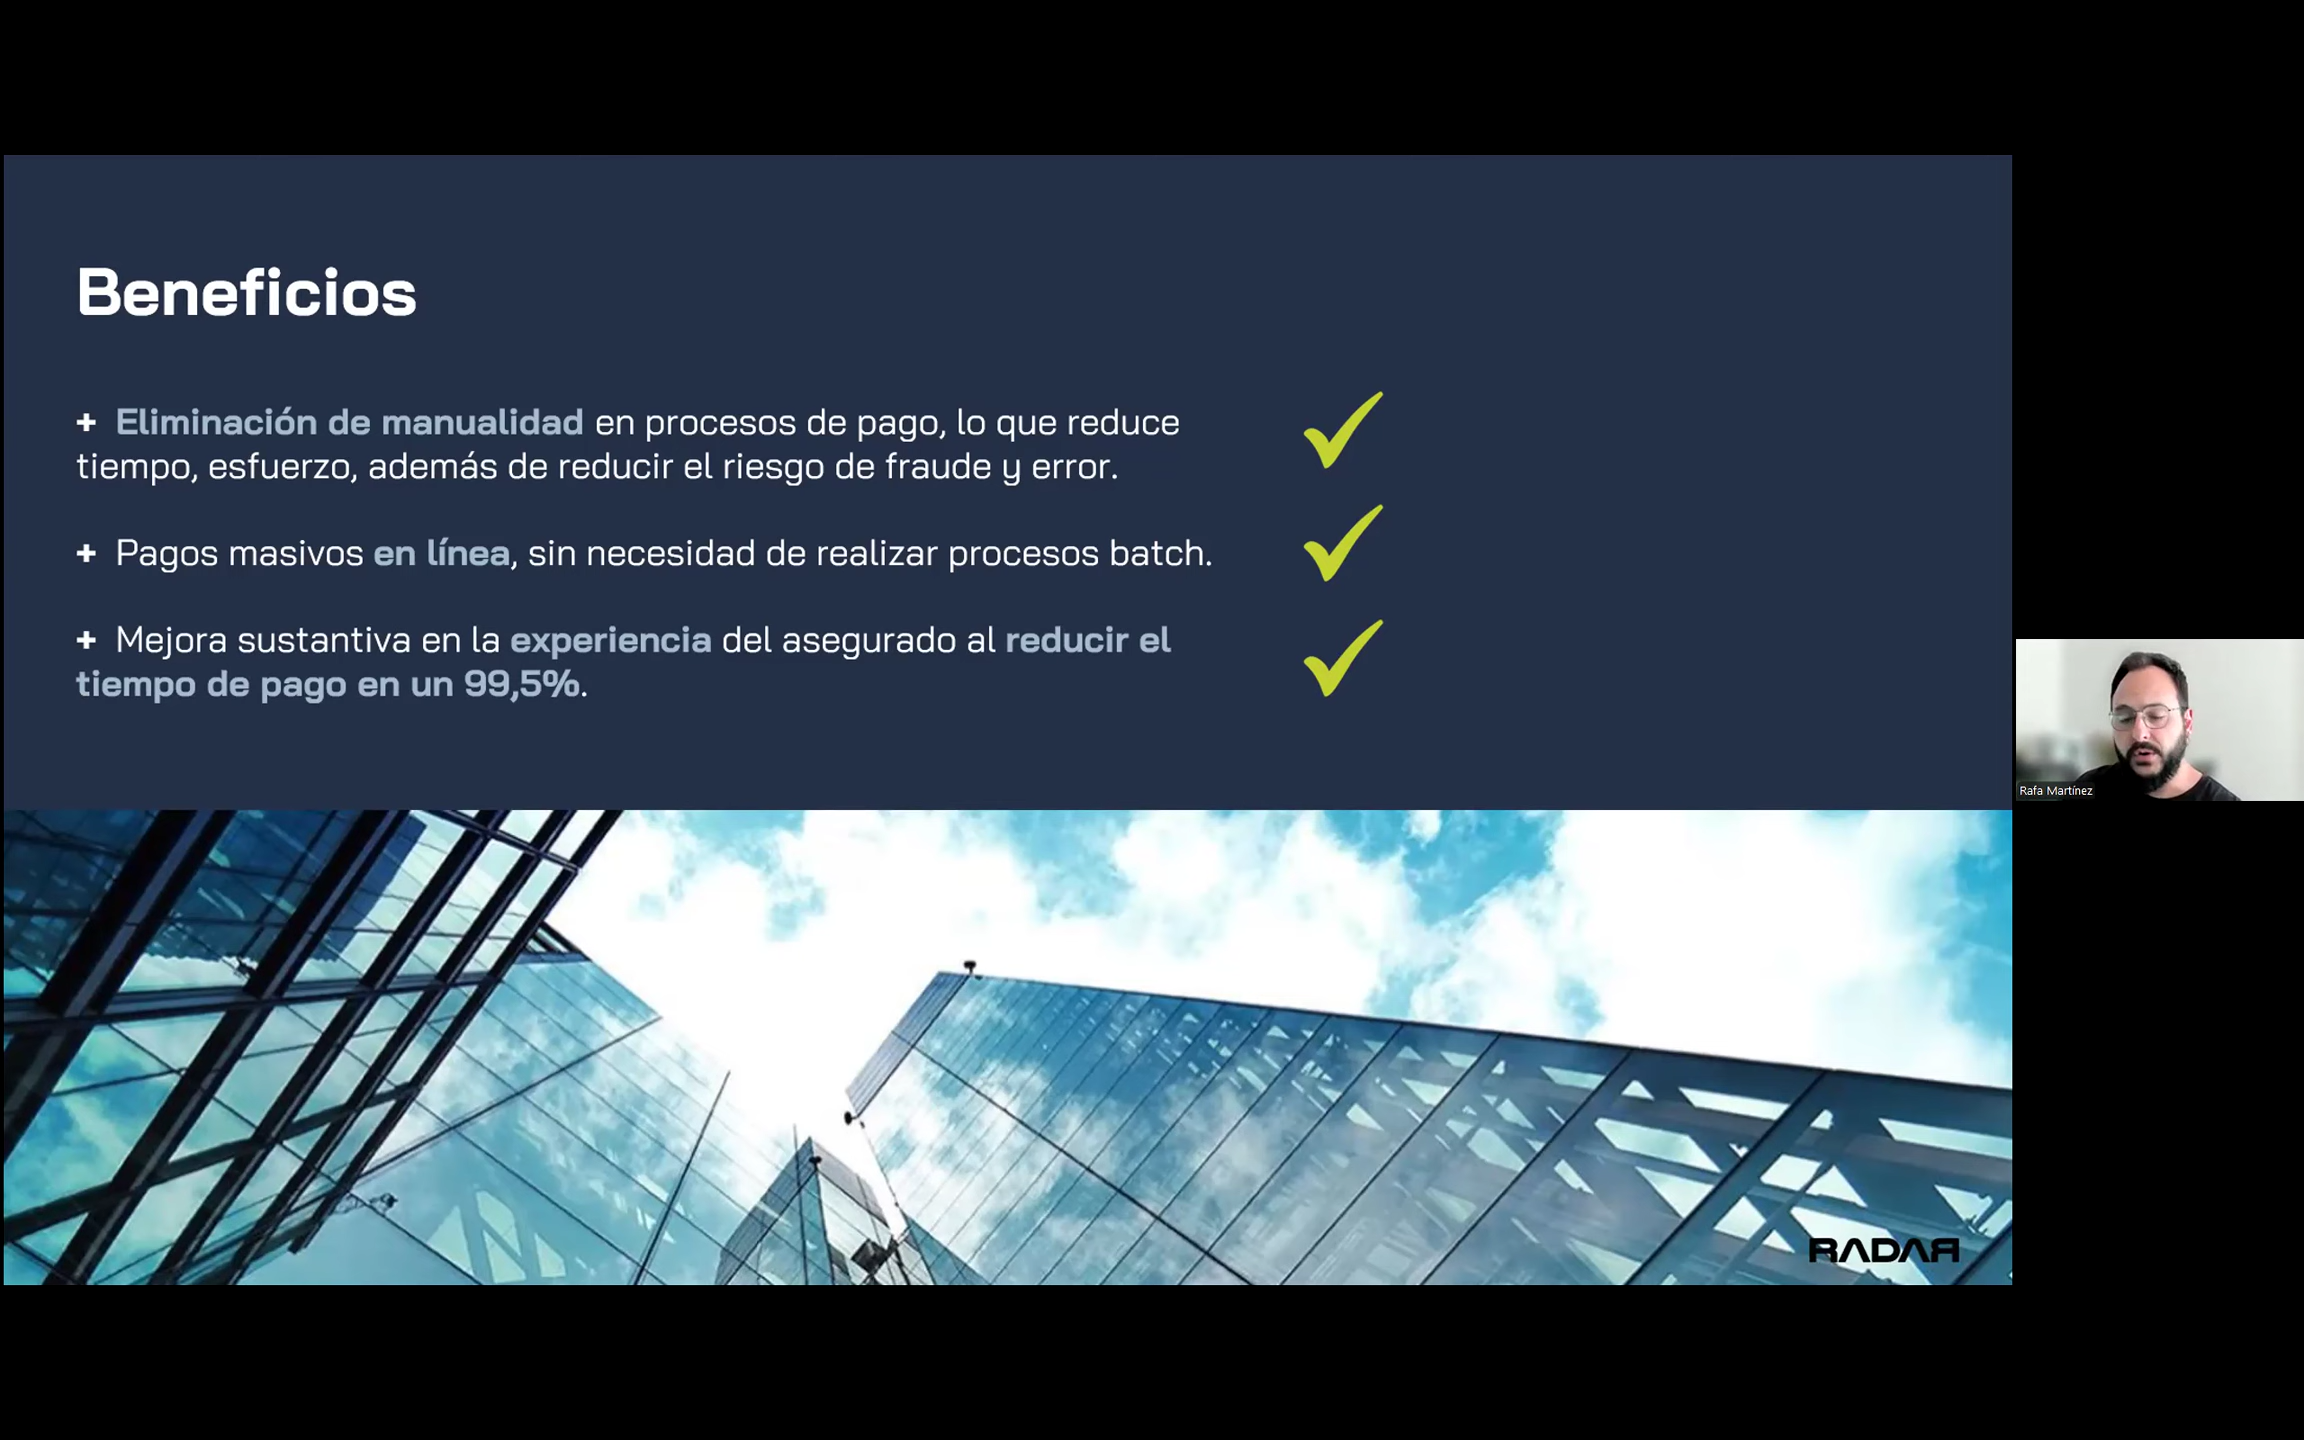 Beneficios
+ Eliminación de manualidad en procesos de pago, lo que reduce
tiempo, esfuerzo, además de reducir el riesgo de fraude y error.
+ Pagos masivos en línea, sin necesidad de realizar procesos batch.
+ Mejora sustantiva en la experiencia del asegurado al reducir el
tiempo de pago en un 99,5%.
Rafa Martínez
RADAR